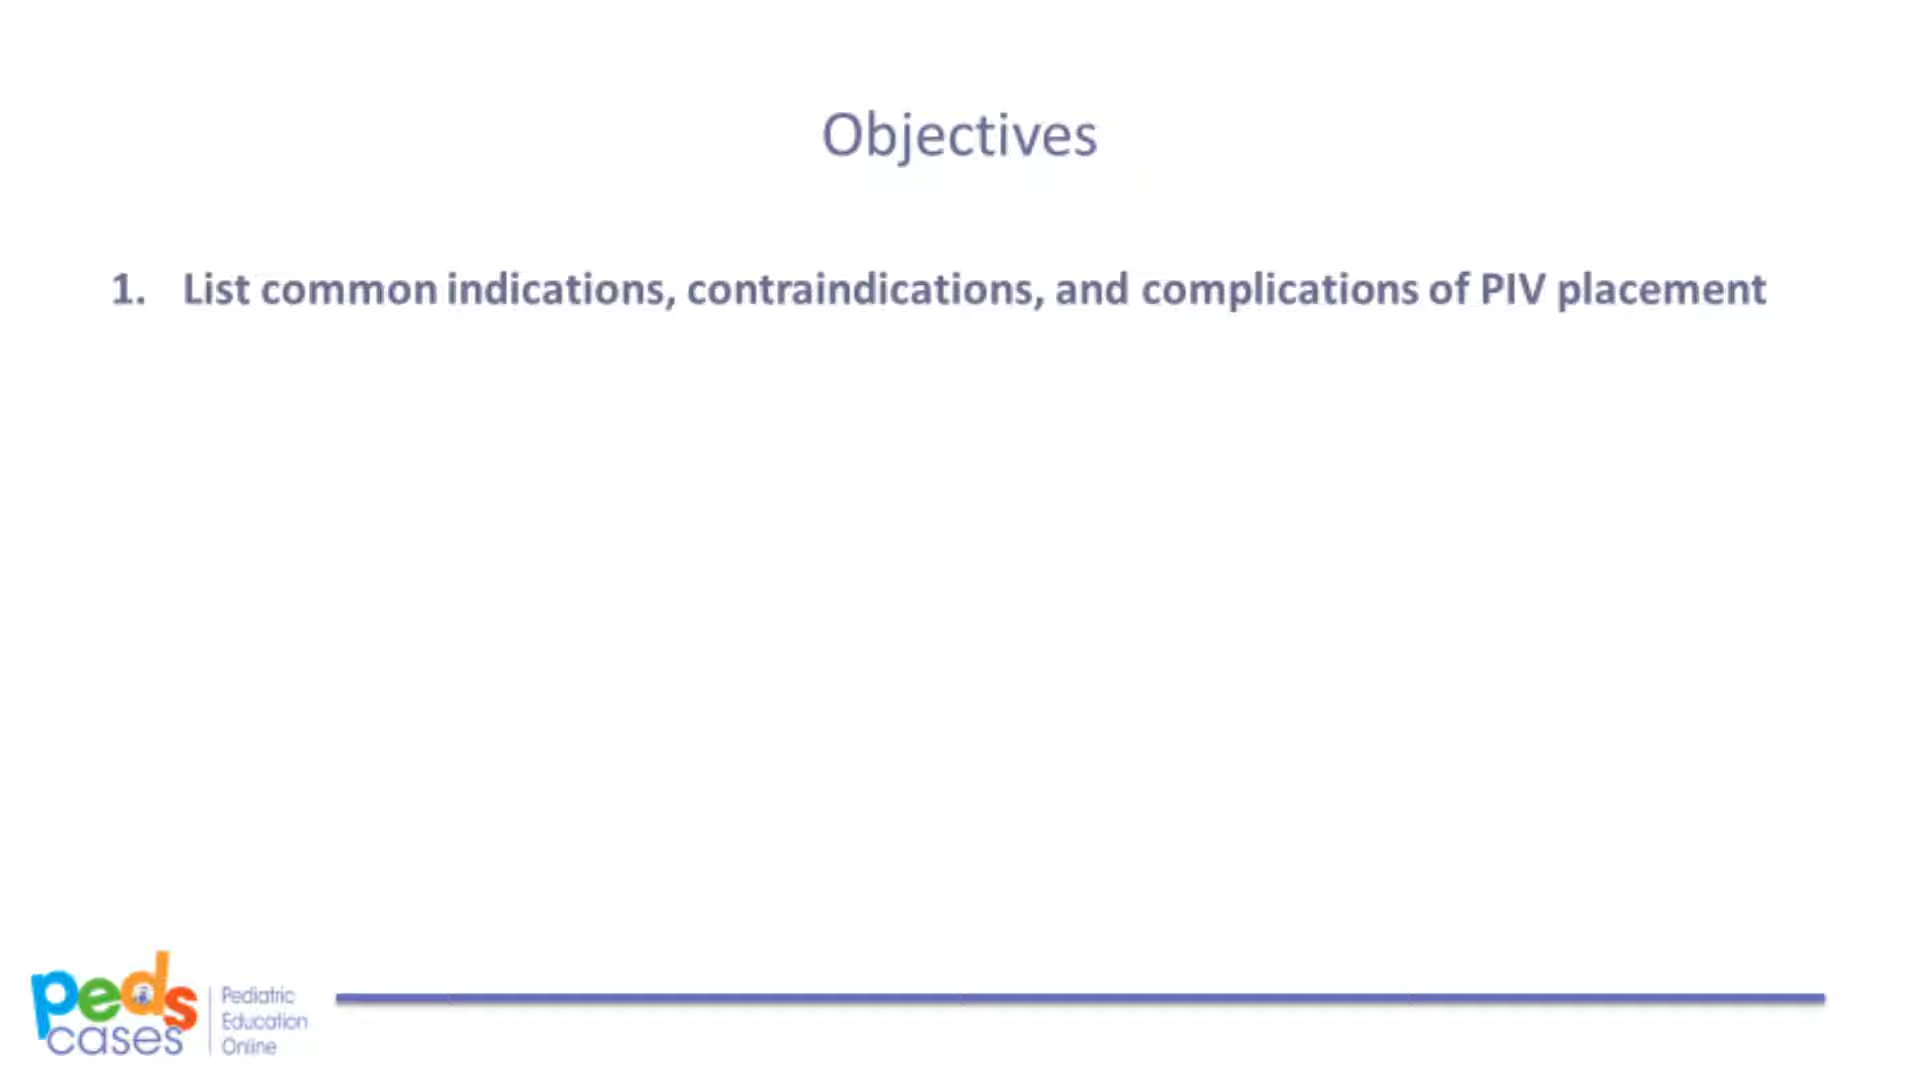 Objectives
1. List common indications, contraindications, and complications of PIV placement
peds
cases
Pediatric
Education
Online